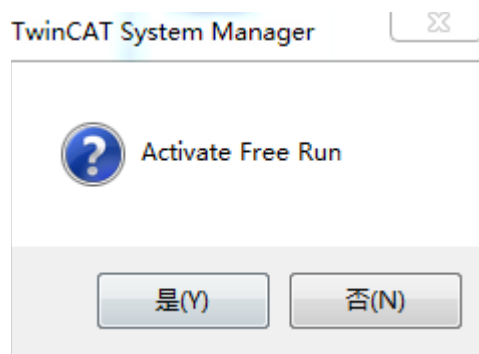 TwinCAT System Manager
Activate Free Run
是(Y)
否(N)